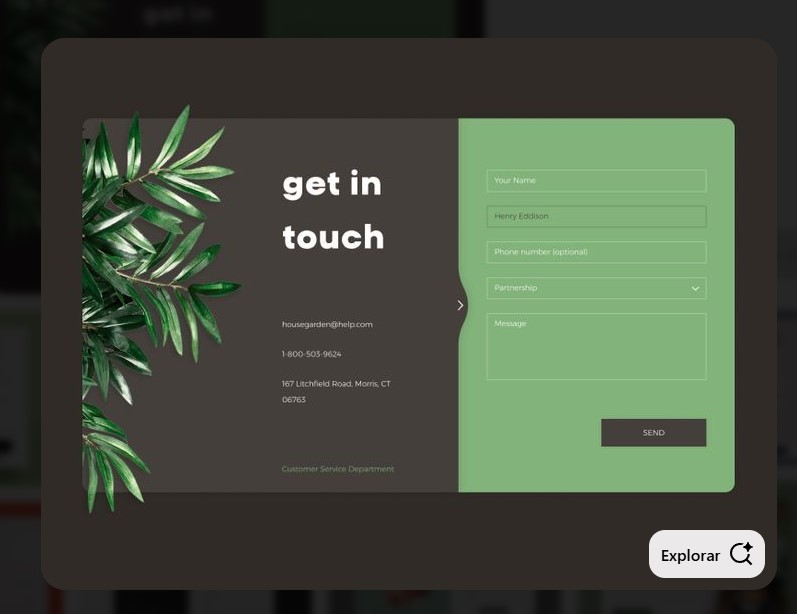 get in
get in
touch
housegarden@help.com
1-800-503-9624
167 Litchfield Road, Morris, CT
06763
Customer Service Department
Your Name
Henry Eddison
Phone number (optional)
Partnership
Message
SEND
Explorar